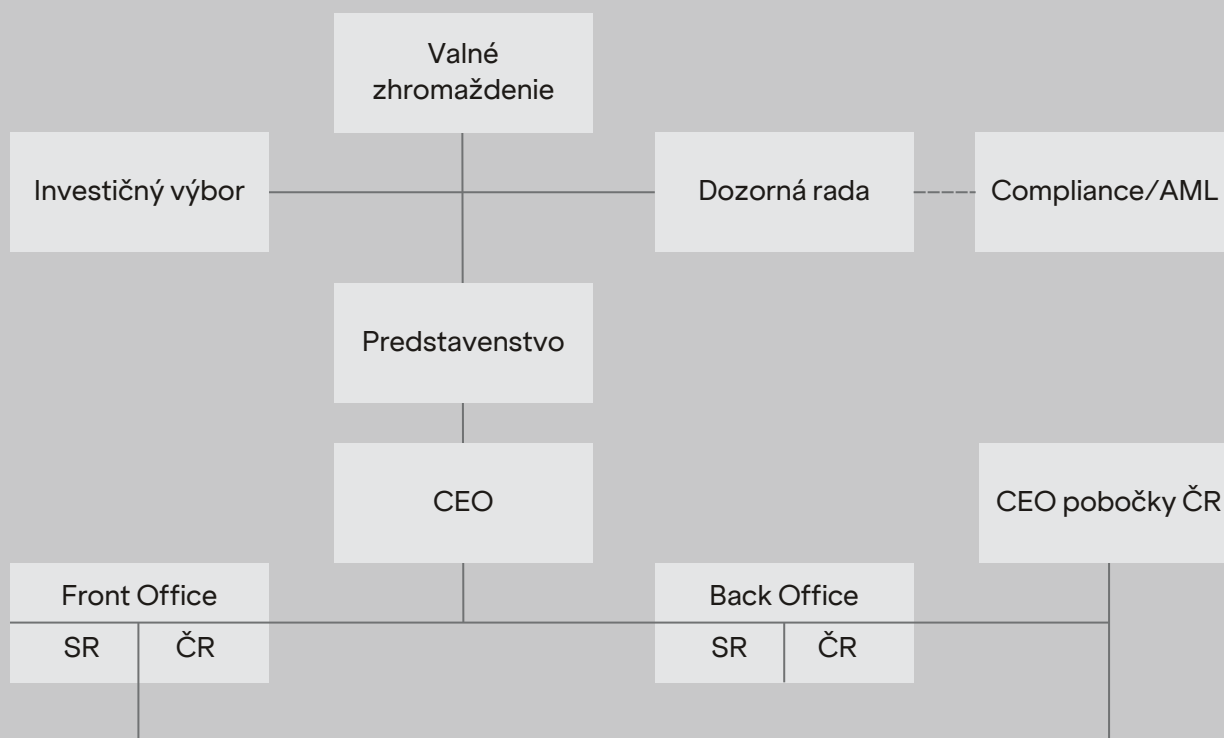 Valné
zhromaždenie
Investičný výbor
Dozorná rada
Compliance/AML
Predstavenstvo
CEO
CEO pobočky ČR
Front Office
SR
ČR
Back Office
SR
ČR